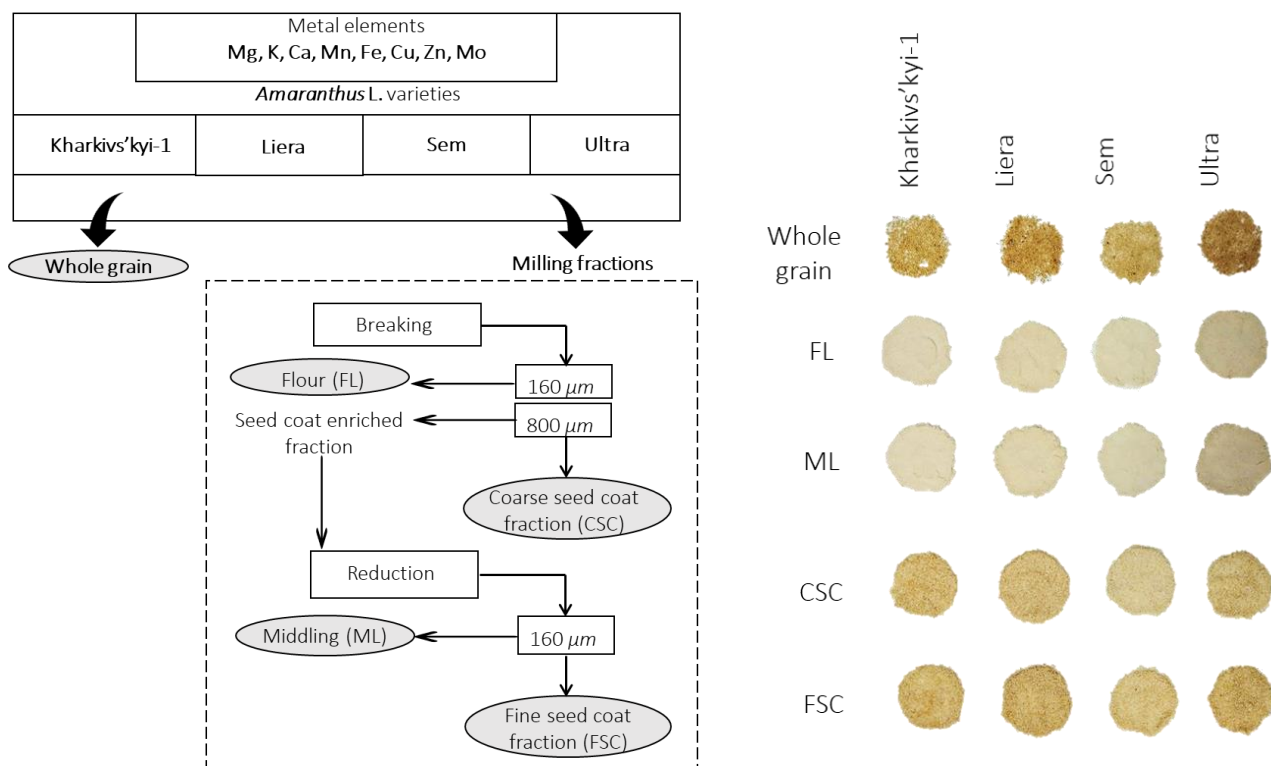 Metal elements
Mg, K, Ca, Mn, Fe, Cu, Zn, Mo
Amaranthus L. varieties
Kharkivs'kyi-1
Liera
Sem
Ultra
Whole grain
Milling fractions
Breaking
Flour (FL)
160 µm
Seed coat enriched
fraction
800 µm
Coarse seed coat
fraction (CSC)
Reduction
Middling (ML)
160 µm
Fine seed coat
fraction (FSC)
Kharkivs'kyi-1
Liera
Sem
Ultra
Whole
grain
FL
ML
CSC
FSC